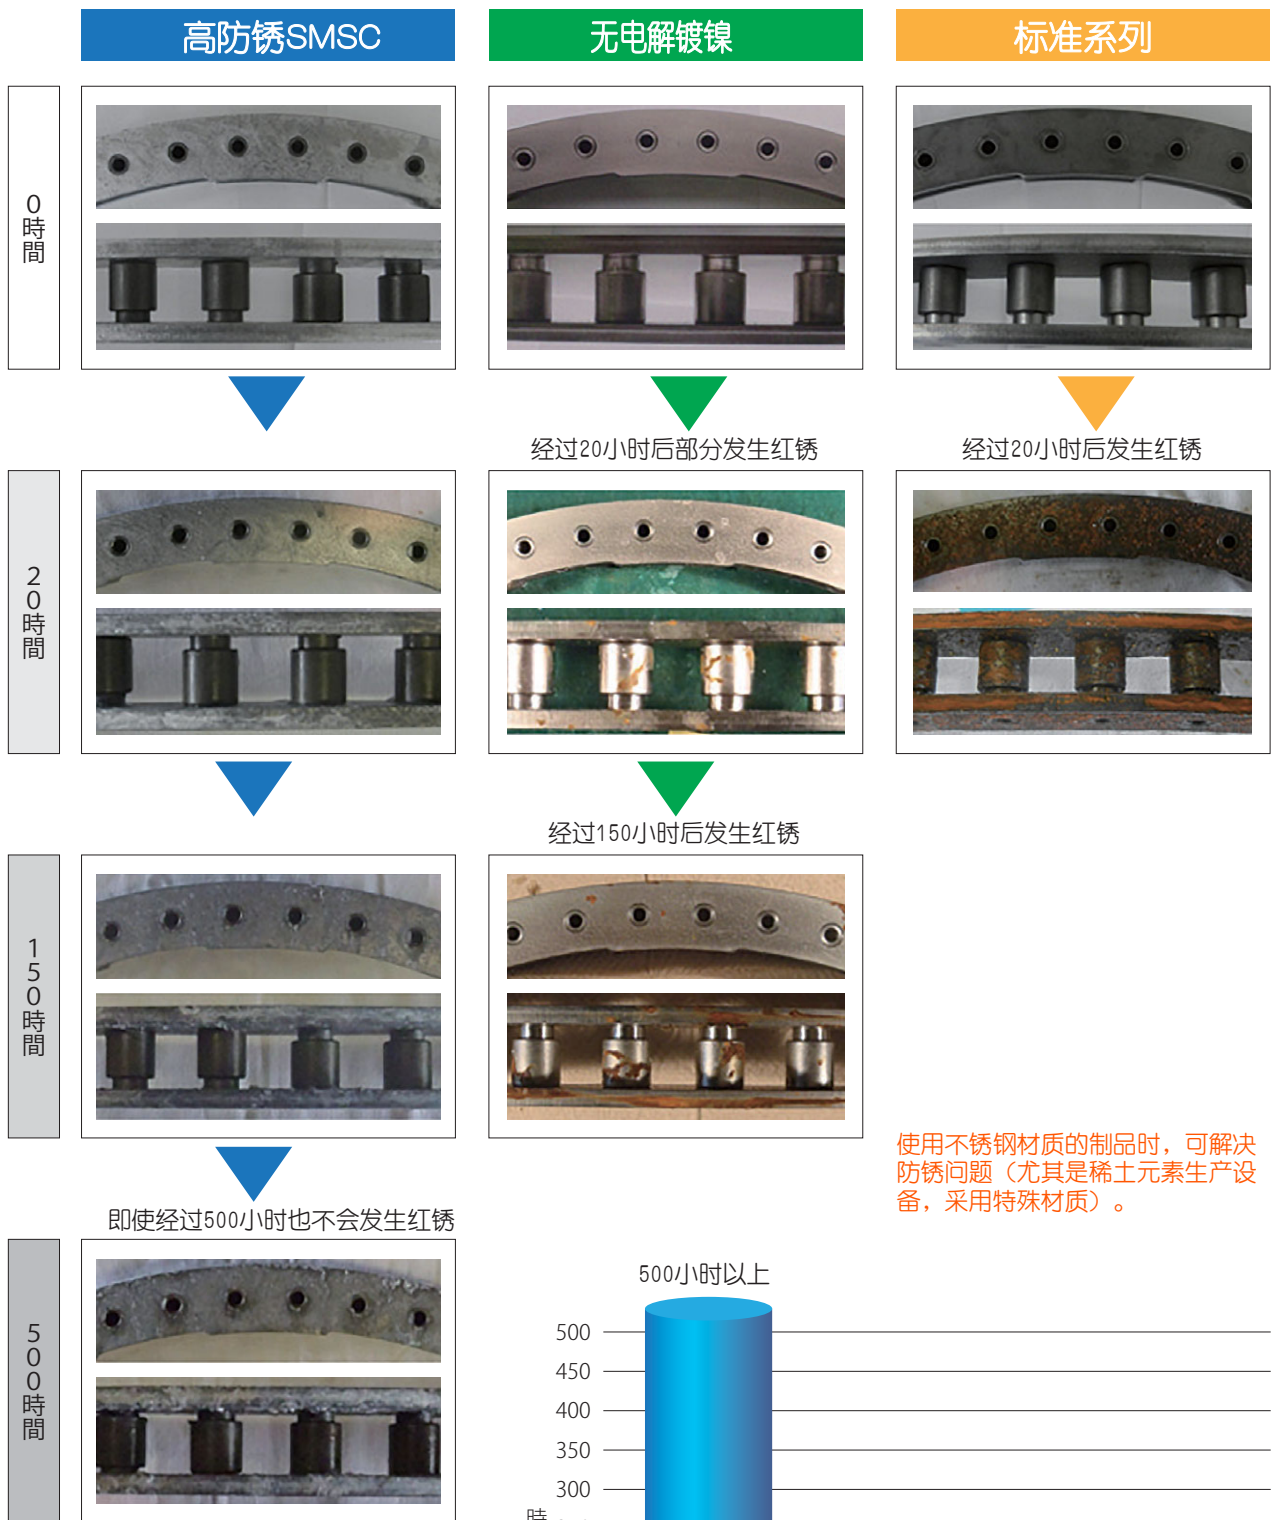 高防锈SMSC
无电解镀镍
标准系列
0時間
经过20小时后部分发生红锈
经过20小时后发生红锈
20時間
经过150小时后发生红锈
150時間
使用不锈钢材质的制品时，可解决
防锈问题（尤其是稀土元素生产设
备，采用特殊材质）。
即使经过500小时也不会发生红锈
500時間
500小时以上
500
450
400
350
300
時